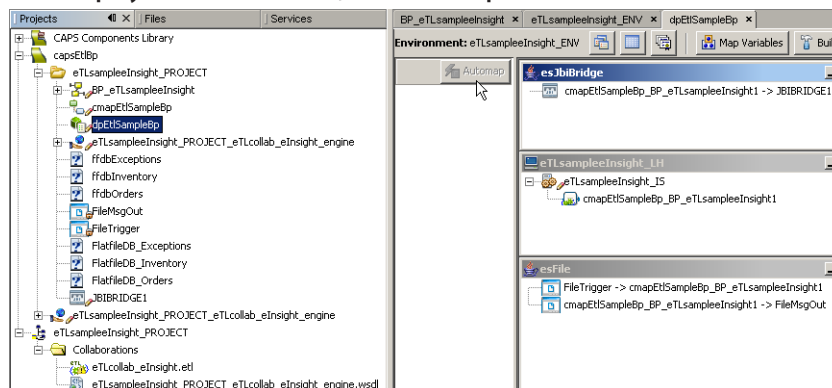 Projects
Files
Services
CAPS Components Library
capsEtlBp
eTLsampleeInsight_PROJECT
BP_eTLsampleeInsight
cmapEtlSampleBp
dpEtlSampleBp
eTLsampleeInsight_PROJECT_eTLcollab_eInsight_engine
ffdbExceptions
ffdbInventory
ffdbOrders
FileMsgOut
FileTrigger
FlatfileDB_Exceptions
FlatfileDB_Inventory
FlatfileDB_Orders
JBIBRIDGE1
eTLsampleeInsight_PROJECT_eTLcollab_eInsight_engine
eTLsampleeInsight_PROJECT
Collaborations
eTLcollab_eInsight.etl
eTLsampleeInsight_PROJECT_eTLcollab_eInsight_engine.wsdl
BP_eTLsampleeInsight
eTLsampleeInsight_ENV
dpEtlSampleBp
Environment: eTLsampleeInsight_ENV
Map Variables
Buil
Automap
esJbiBridge
cmapEtlSampleBp_BP_eTLsampleeInsight1 -> JBIBRIDGE1
eTLsampleeInsight_LH
eTLsampleeInsight_IS
cmapEtlSampleBp_BP_eTLsampleeInsight1
esFile
FileTrigger -> cmapEtlSampleBp_BP_eTLsampleeInsight1
cmapEtlSampleBp_BP_eTLsampleeInsight1 -> FileMsgOut